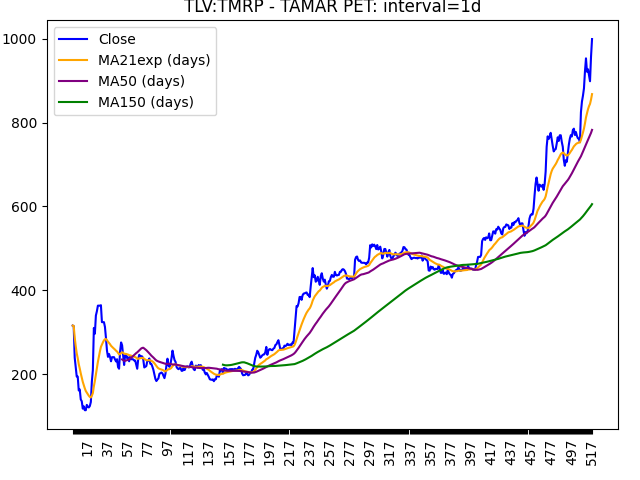 TLV:TMRP - TAMAR PET: interval=1d
Close
MA21exp (days)
MA50 (days)
MA150 (days)
1000
800
600
400
200
17 37 57 77 97 117 137 157 177 197 217 237 257 277 297 317 337 357 377 397 417 437 457 477 497 517